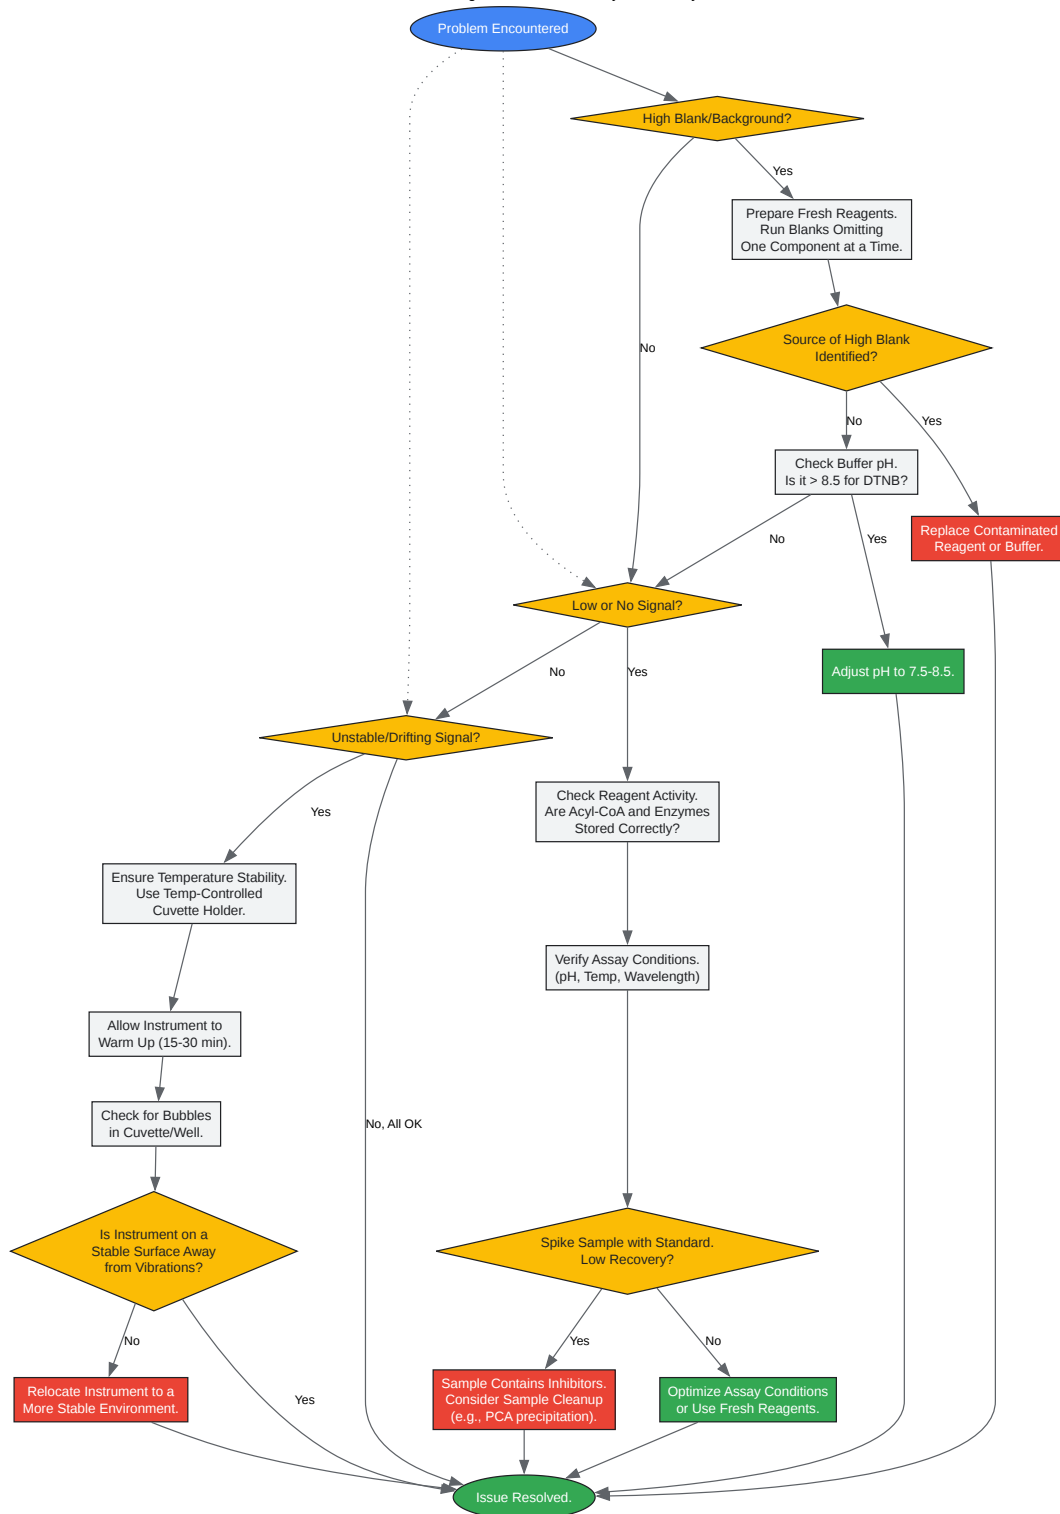 Problem Encountered
High Blank/Background?
Yes
Prepare Fresh Reagents.
Run Blanks Omitting
One Component at a Time.
No
Source of High Blank
Identified?
No
Yes
Check Buffer pH.
Is it > 8.5 for DTNB?
Replace Contaminated
Reagent or Buffer.
No
Yes
Low or No Signal?
No
Yes
Adjust pH to 7.5-8.5.
Unstable/Drifting Signal?
Yes
Check Reagent Activity.
Are Acyl-CoA and Enzymes
Stored Correctly?
Ensure Temperature Stability.
Use Temp-Controlled
Cuvette Holder.
Verify Assay Conditions.
(pH, Temp, Wavelength)
Allow Instrument to
Warm Up (15-30 min).
Check for Bubbles
in Cuvette/Well.
No, All OK
Is Instrument on a
Stable Surface Away
from Vibrations?
Spike Sample with Standard.
Low Recovery?
No
Yes
No
Relocate Instrument to a
More Stable Environment.
Yes
Sample Contains Inhibitors.
Consider Sample Cleanup
(e.g., PCA precipitation).
Optimize Assay Conditions
or Use Fresh Reagents.
Issue Resolved.